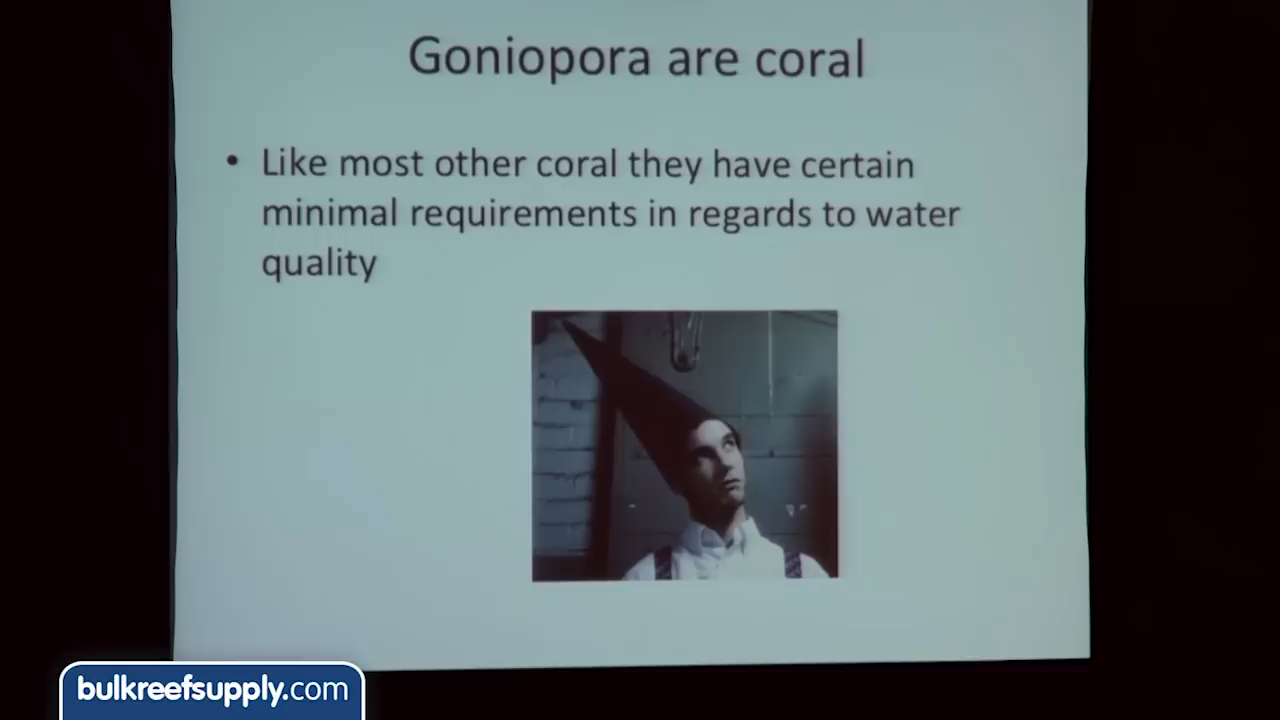 Goniopora are coral
• Like most other coral they have certain
minimal requirements in regards to water
quality
bulkreefsupply.com